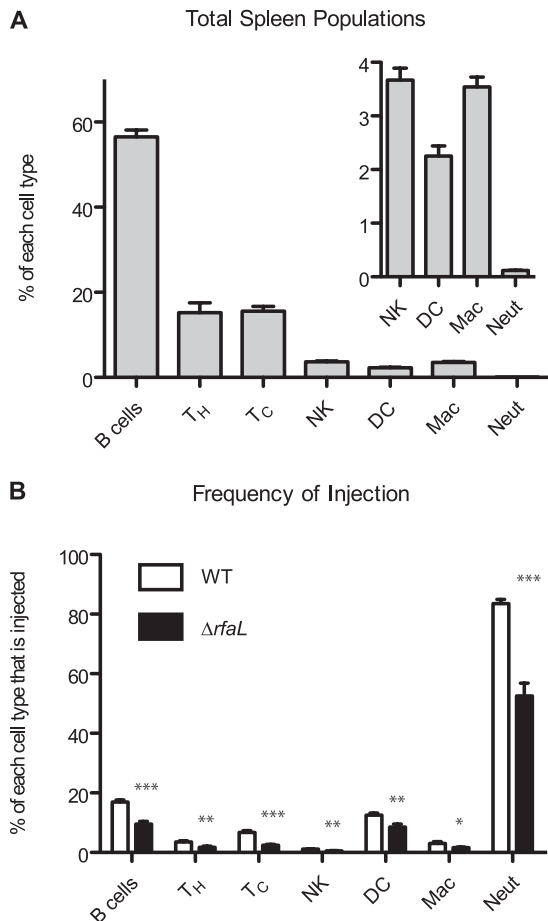 A
Total Spleen Populations
% of each cell type
60
40
20
0
B cells TH TC NK DC Mac Neut
4
3
2
1
0
NK DC Mac Neut
B
Frequency of Injection
% of each cell type that is injected
100
80
60
40
20
0
WT
ΔrfaL
*** ** *** ** ** * ***
B cells TH TC NK DC Mac Neut